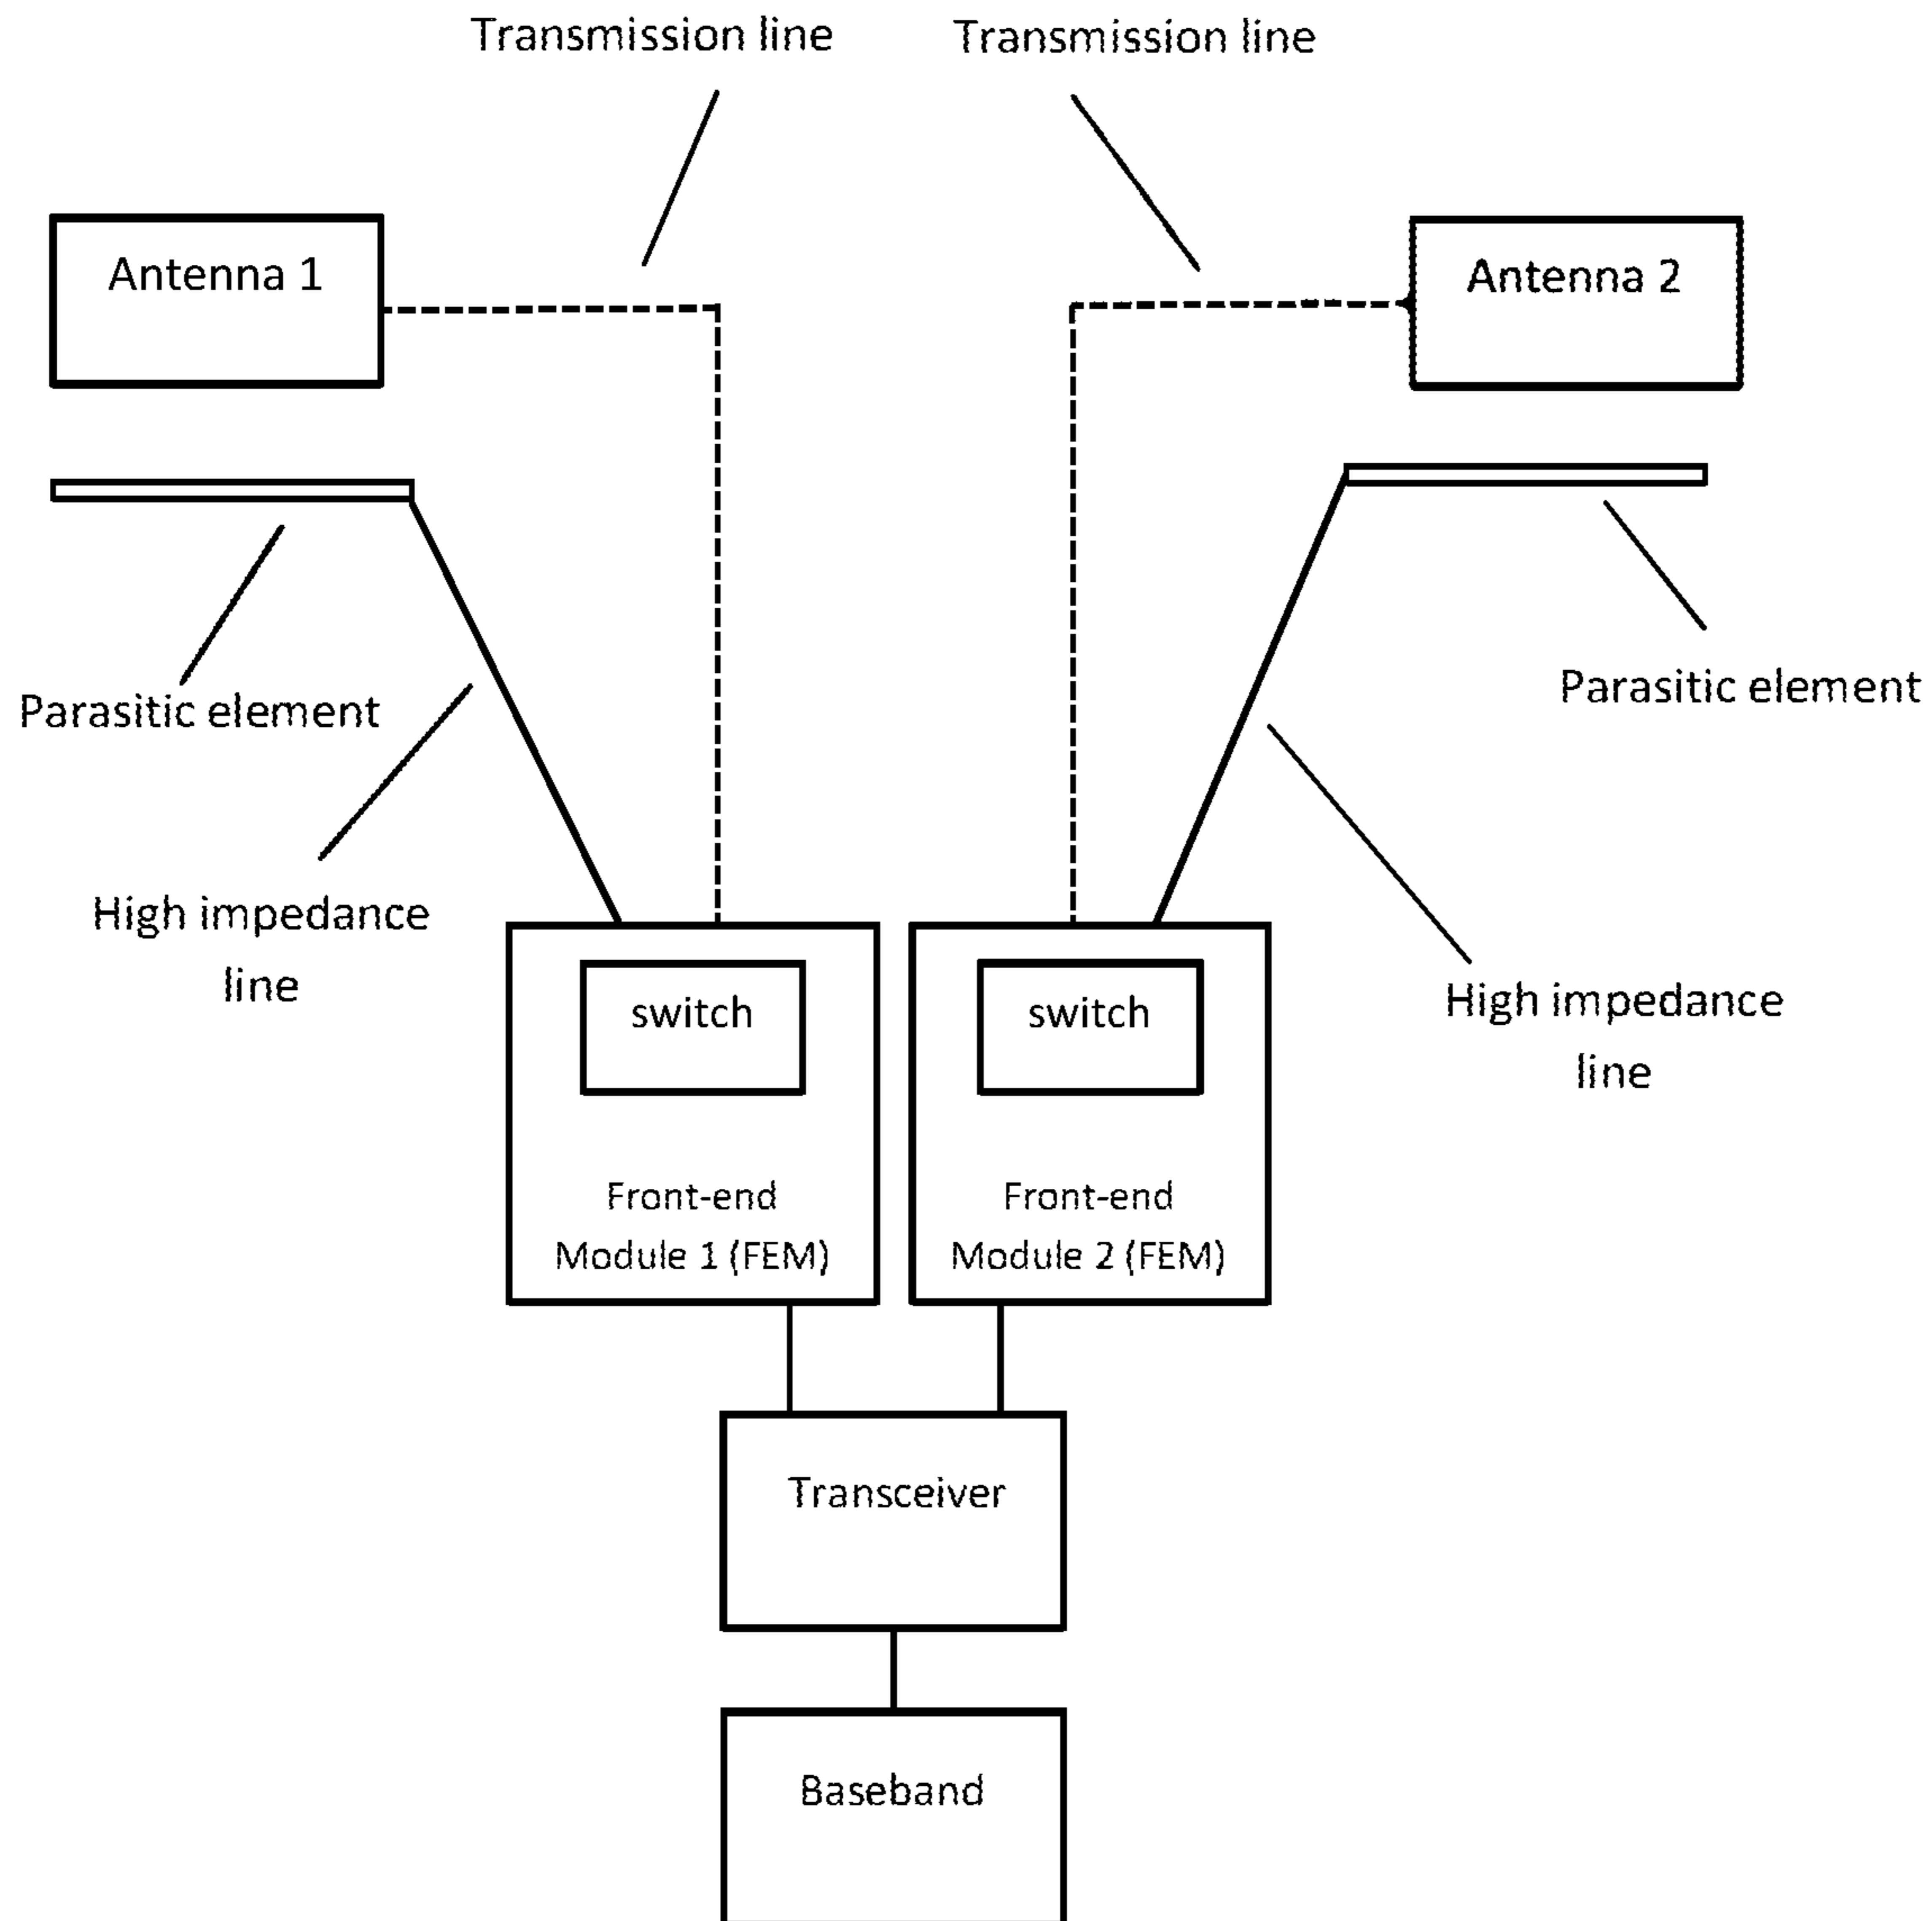 Transmission line
Transmission line
Antenna 1
Antenna 2
Parasitic element
Parasitic element
High impedance
line
High impedance
line
switch
Front-end
Module 1 (FEM)
switch
Front-end
Module 2 (FEM)
Transceiver
Baseband